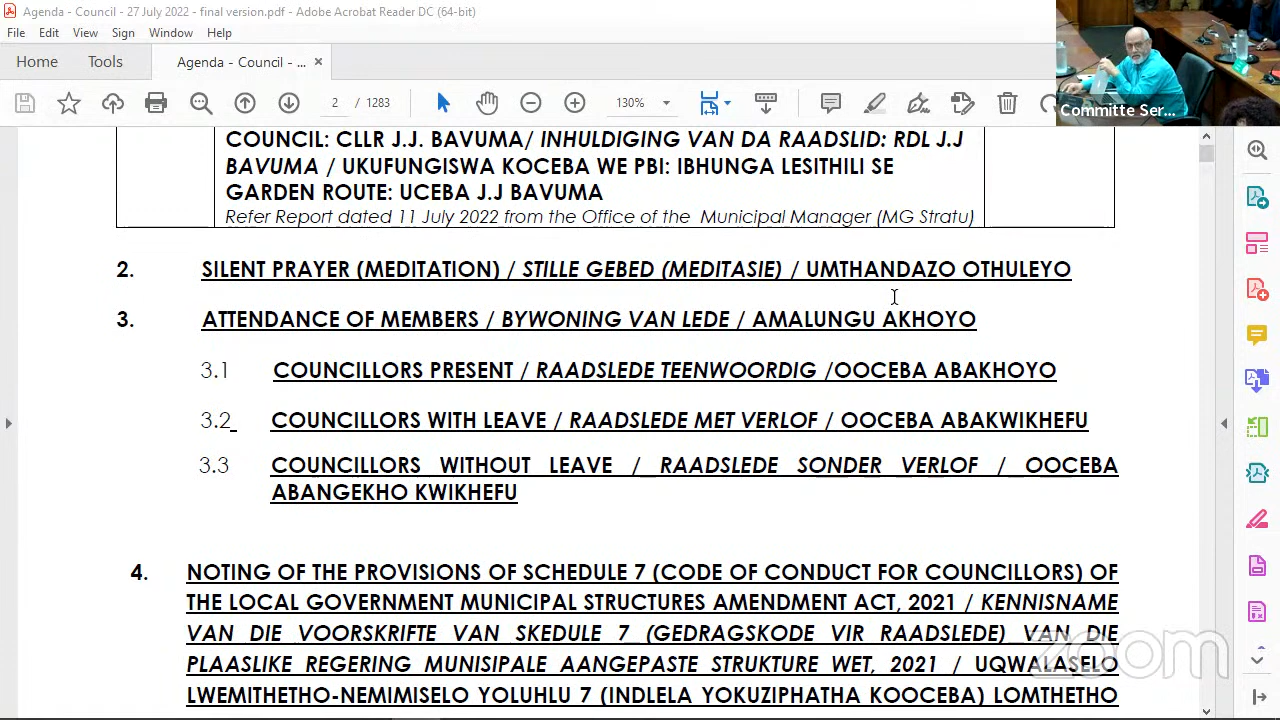 Agenda - Council - 27 July 2022 - final version.pdf - Adobe Acrobat Reader DC (64-bit)
File Edit View Sign Window Help
Home Tools Agenda - Council - ... ×
2 / 1283 130%
Committe Ser...
COUNCIL: CLLR J.J. BAVUMA/ INHULDIGING VAN DA RAADSLID: RDL J.J
BAVUMA / UKUFUNGISWA KOCEBA WE PBI: IBHUNGA LESITHILI SE
GARDEN ROUTE: UCEBA J.J BAVUMA
Refer Report dated 11 July 2022 from the Office of the Municipal Manager (MG Stratu)
2. SILENT PRAYER (MEDITATION) / STILLE GEBED (MEDITASIE) / UMTHANDAZO OTHULEYO
3. ATTENDANCE OF MEMBERS / BYWONING VAN LEDE / AMALUNGU AKHOYO
3.1 COUNCILLORS PRESENT / RAADSLEDE TEENWOORDIG /OOCEBA ABAKHOYO
3.2 COUNCILLORS WITH LEAVE / RAADSLEDE MET VERLOF / OOCEBA ABAKWIKHEFU
3.3 COUNCILLORS WITHOUT LEAVE / RAADSLEDE SONDER VERLOF / OOCEBA
ABANGEKHO KWIKHEFU
4. NOTING OF THE PROVISIONS OF SCHEDULE 7 (CODE OF CONDUCT FOR COUNCILLORS) OF
THE LOCAL GOVERNMENT MUNICIPAL STRUCTURES AMENDMENT ACT, 2021 / KENNISNAME
VAN DIE VOORSKRIFTE VAN SKEDULE 7 (GEDRAGSKODE VIR RAADSLEDE) VAN DIE
PLAASLIKE REGERING MUNISIPALE AANGEPASTE STRUKTURE WET, 2021 / UQWALASELO
LWEMITHETHO-NEMIMISELO YOLUHLU 7 (INDLELA YOKUZIPHATHA KOOCEBA) LOMTHETHO
zoom